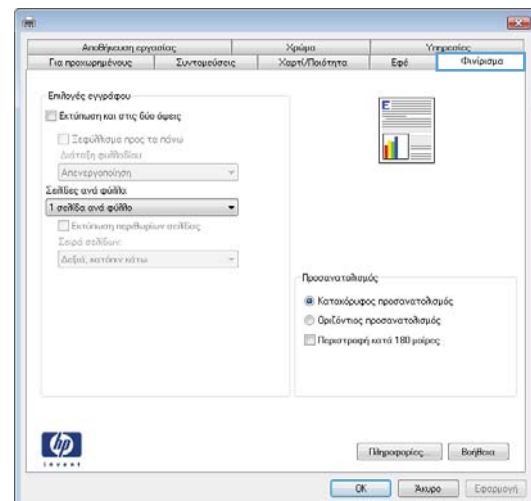 Αποθήκευση εργασίας
Χρώμα
Υπηρεσίες
Για προχωρημένους
Συντομεύσεις
Χαρτί/Ποιότητα
Εφέ
Φινίρισμα
Επιλογές εγγράφου
Εκτύπωση και στις δύο όψεις
Ξεφύλλισμα προς τα πάνω
Διάταξη φυλλαδίου
Απενεργοποίηση
Σελίδες ανά φύλλο
1 σελίδα ανά φύλλο
Εκτύπωση περιθωρίων σελίδας
Σειρά σελίδων:
Δεξιά, κατόπιν κάτω
E
Προσανατολισμός
Κατακόρυφος προσανατολισμός
Οριζόντιος προσανατολισμός
Περιστροφή κατά 180 μοίρες
hp
invent
Πληροφορίες...
Βοήθεια
OK
Άκυρο
Εφαρμογή